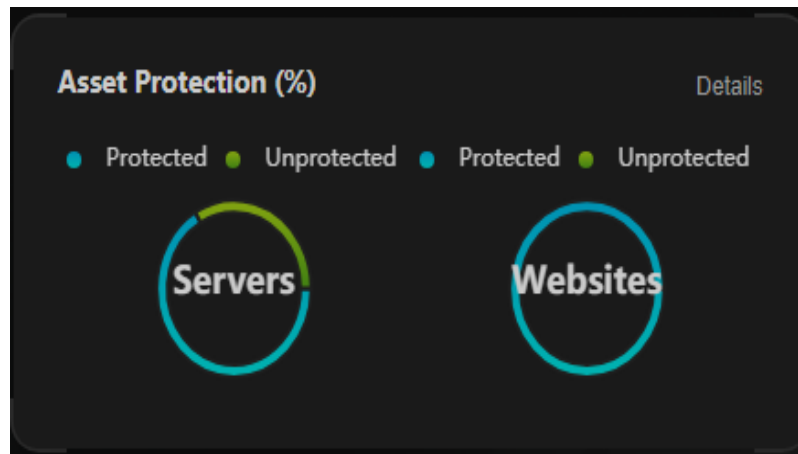 Asset Protection (%)
Details
Protected Unprotected Protected Unprotected
Servers
Websites